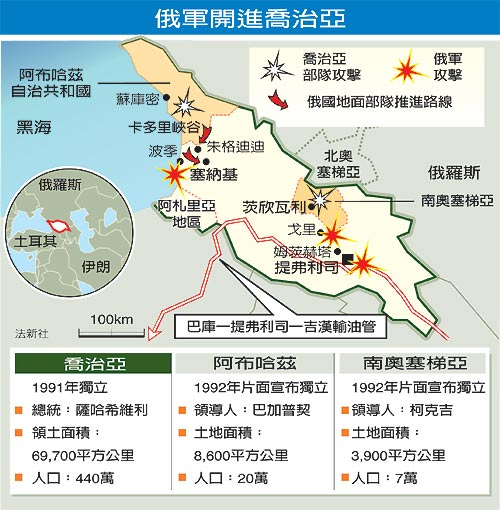 俄軍開進喬治亞
喬治亞
部隊攻擊
俄軍
攻擊
俄國地面部隊推進路線
阿布哈茲
自治共和國
蘇庫密
黑海
卡多里峽谷
朱格迪迪
波季
塞納基
阿札里亞
地區
北奧
塞梯亞
俄羅斯
南奧塞梯亞
茨欣瓦利
戈里
姆茨赫塔
提弗利司
俄羅斯
土耳其
伊朗
100km
法新社
巴庫—提弗利司—吉漢輸油管
喬治亞
1991年獨立
總統：薩哈希維利
領土面積：
69,700平方公里
人口：440萬
阿布哈茲
1992年片面宣布獨立
領導人：巴加普契
土地面積：
8,600平方公里
人口：20萬
南奧塞梯亞
1992年片面宣布獨立
領導人：柯克吉
土地面積：
3,900平方公里
人口：7萬